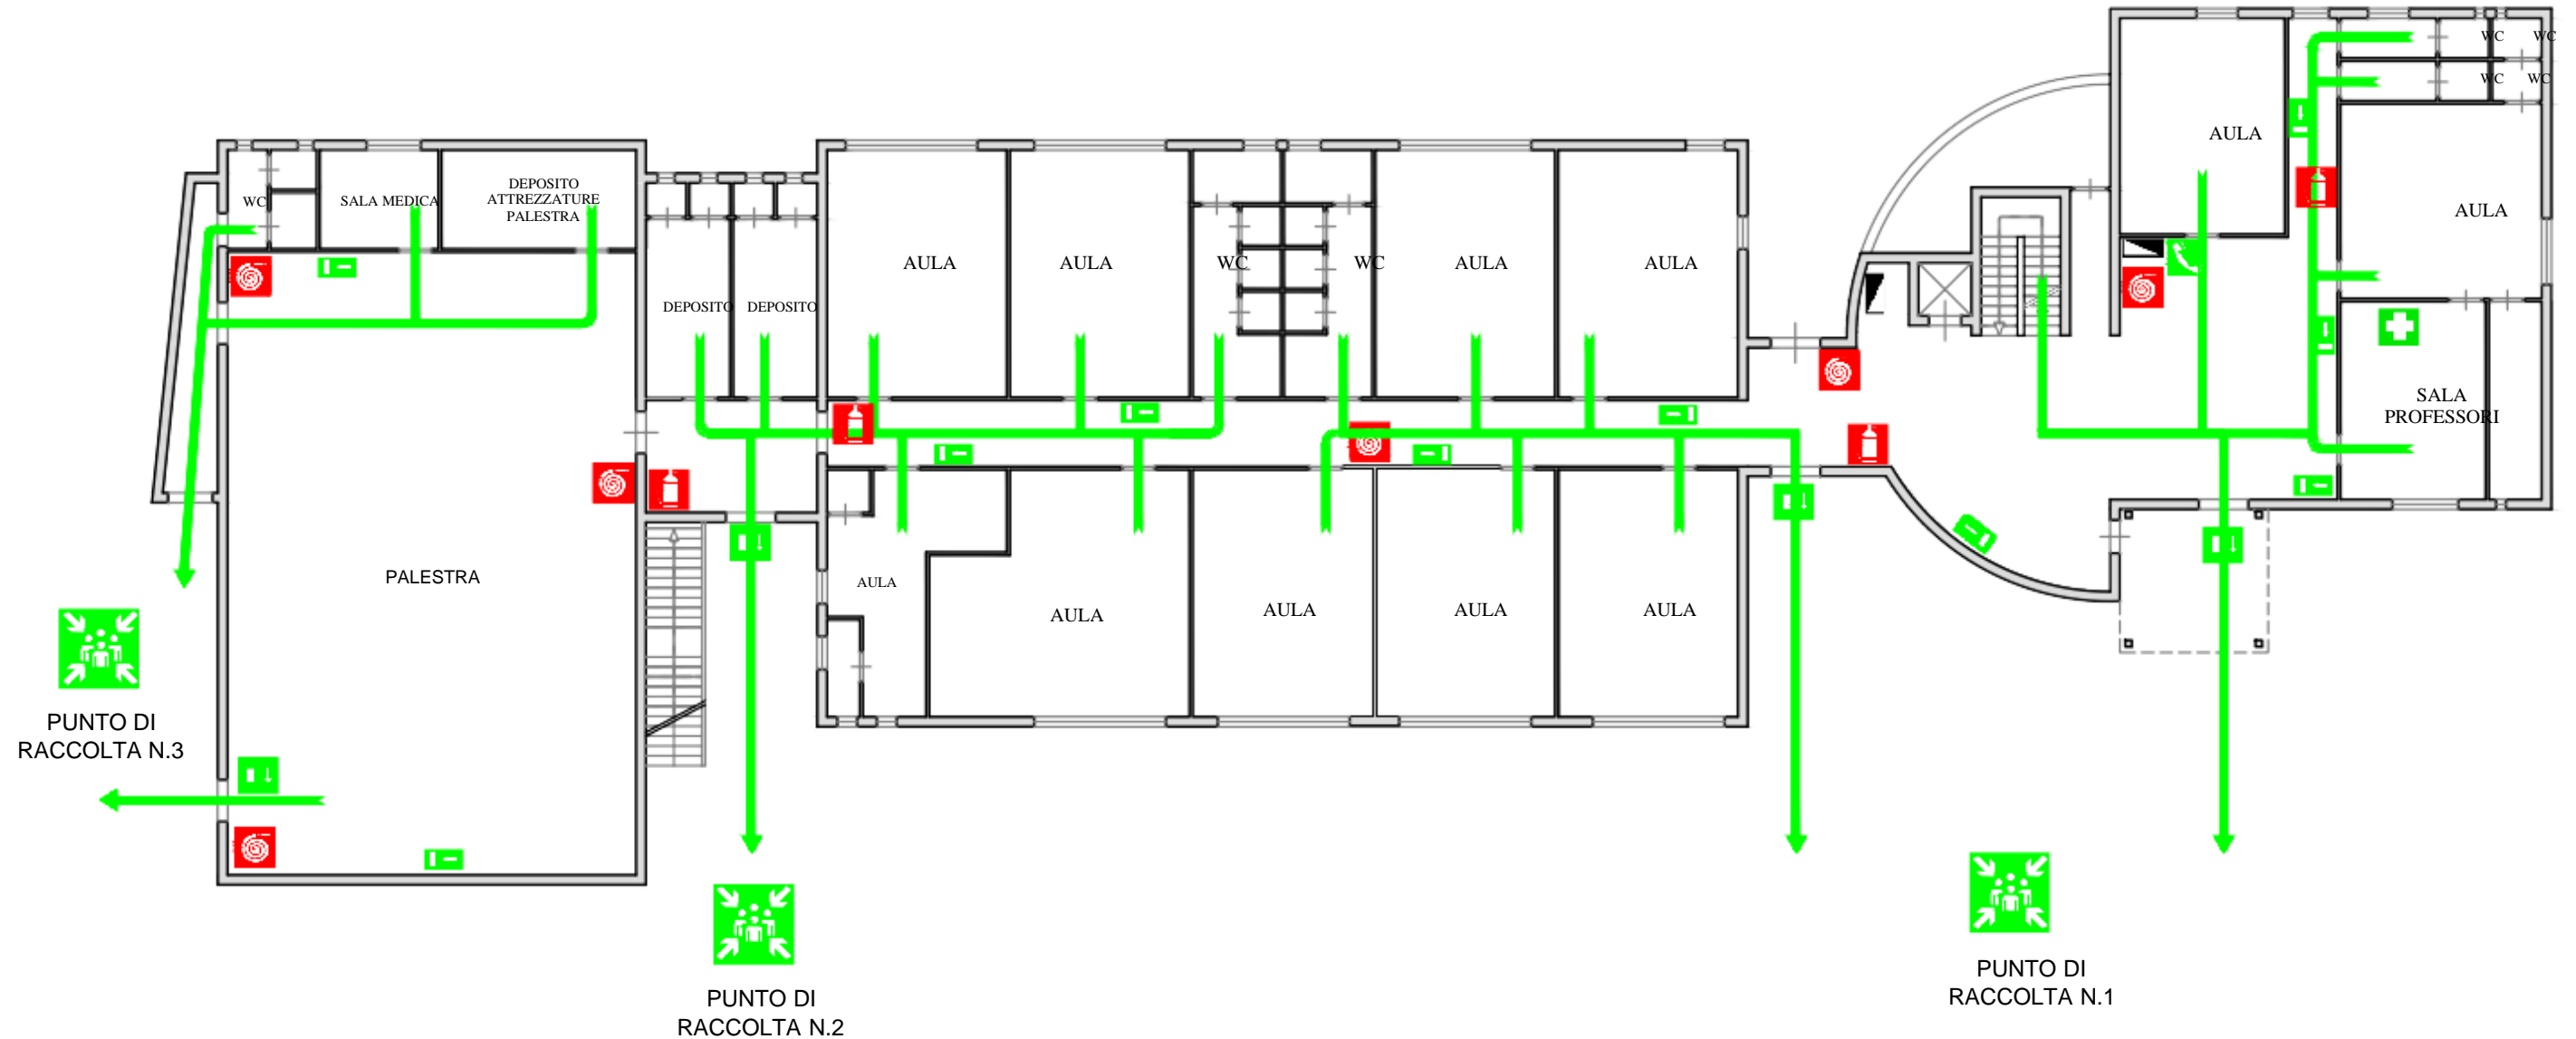 WC
SALA MEDICA
DEPOSITO
ATTREZZATURE
PALESTRA
DEPOSITO
DEPOSITO
AULA
AULA
WC
WC
AULA
AULA
AULA
WC
WC
WC
WC
AULA
SALA
PROFESSORI
PALESTRA
AULA
AULA
AULA
AULA
AULA
PUNTO DI
RACCOLTA N.3
PUNTO DI
RACCOLTA N.2
PUNTO DI
RACCOLTA N.1